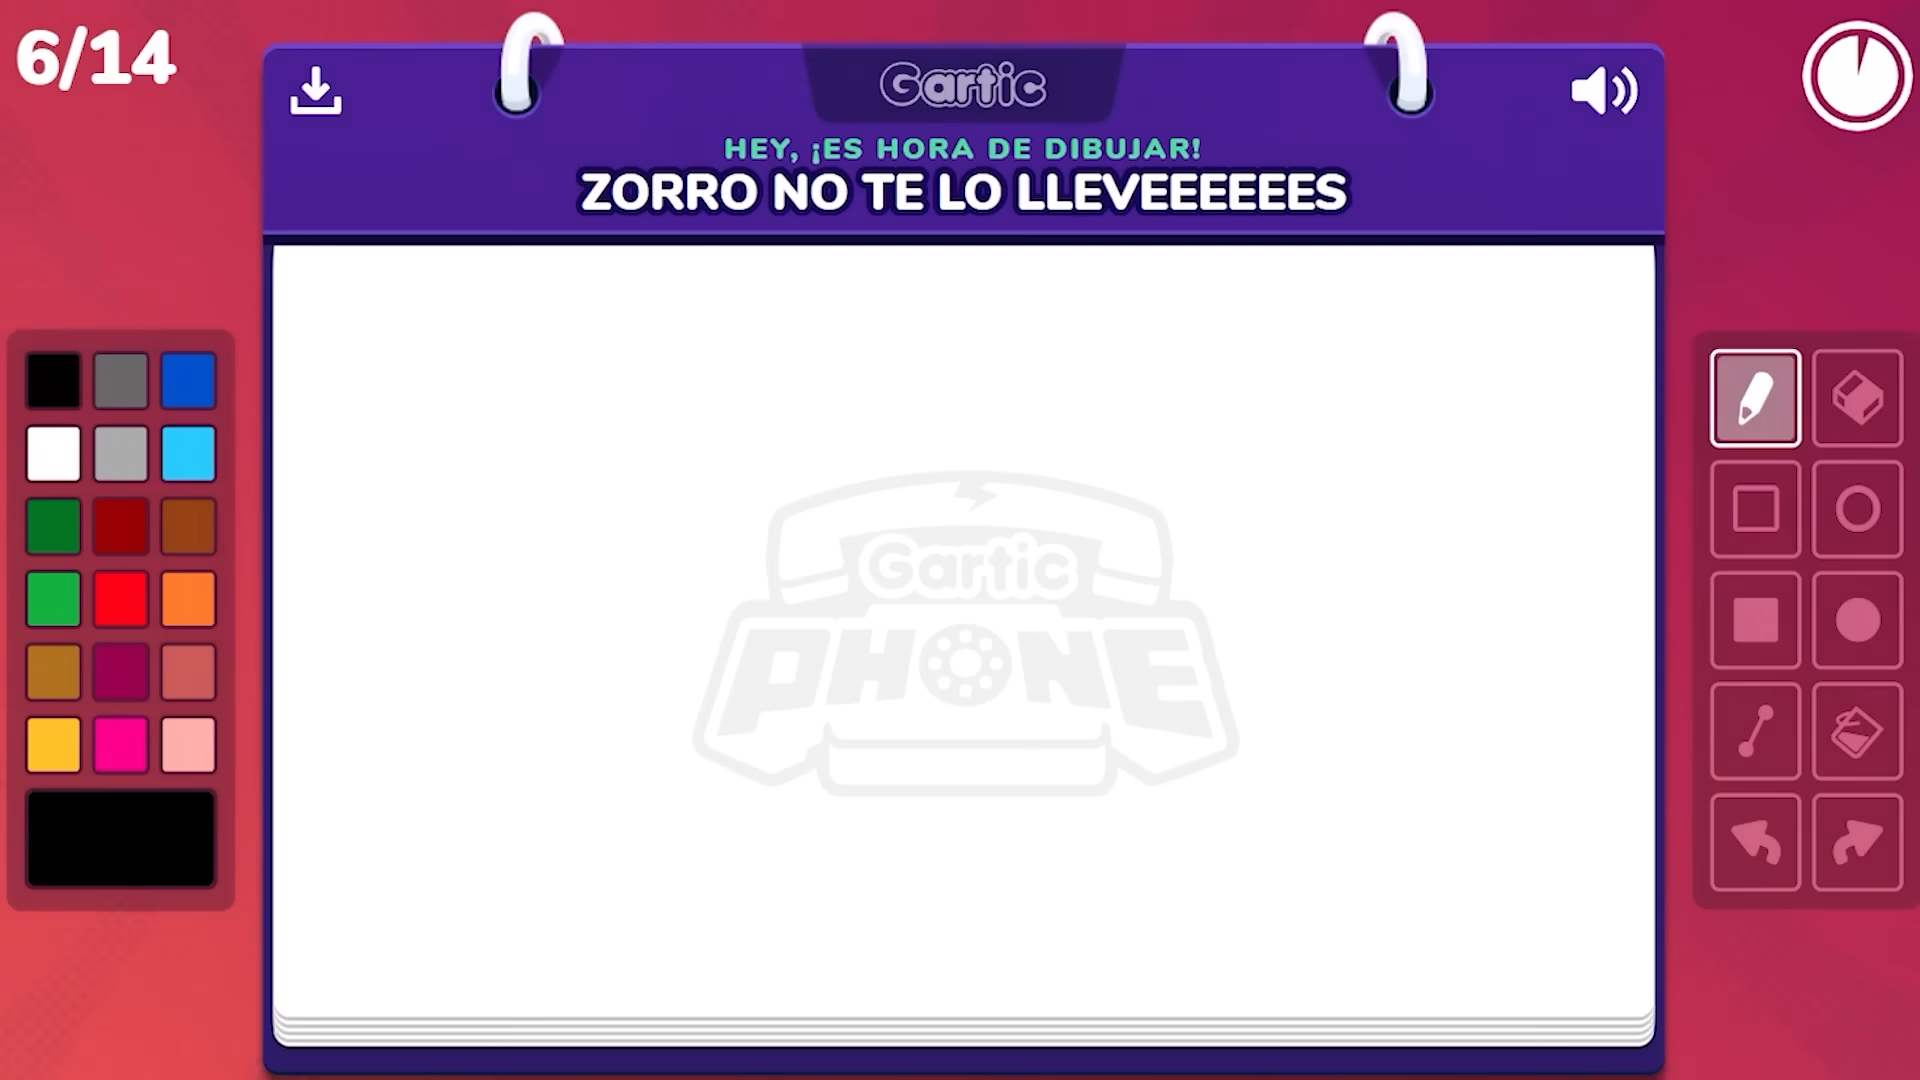 6/14
Gartic
HEY, ¡ES HORA DE DIBUJAR!
ZORRO NO TE LO LLEVEEEEEES
Gartic
PHONE